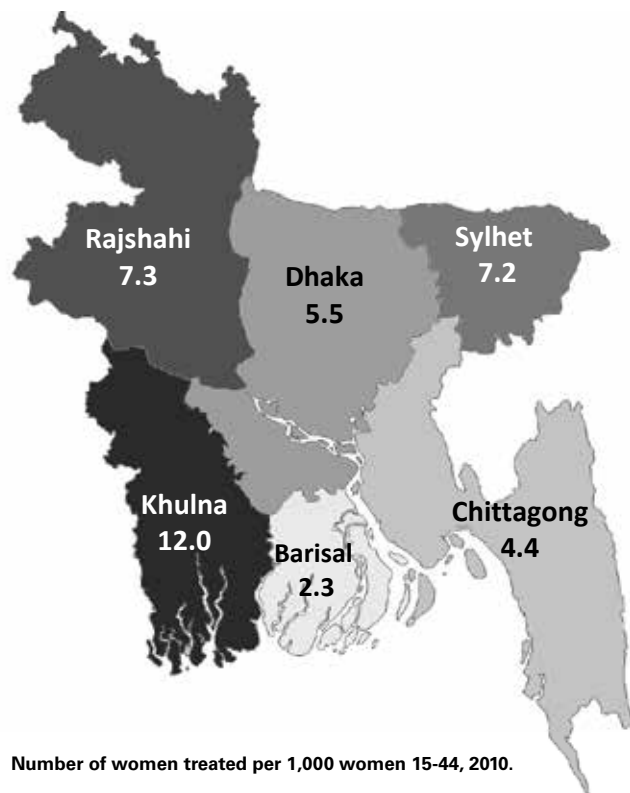 Rajshahi
7.3
Dhaka
5.5
Sylhet
7.2
Khulna
12.0
Barisal
2.3
Chittagong
4.4
Number of women treated per 1,000 women 15-44, 2010.